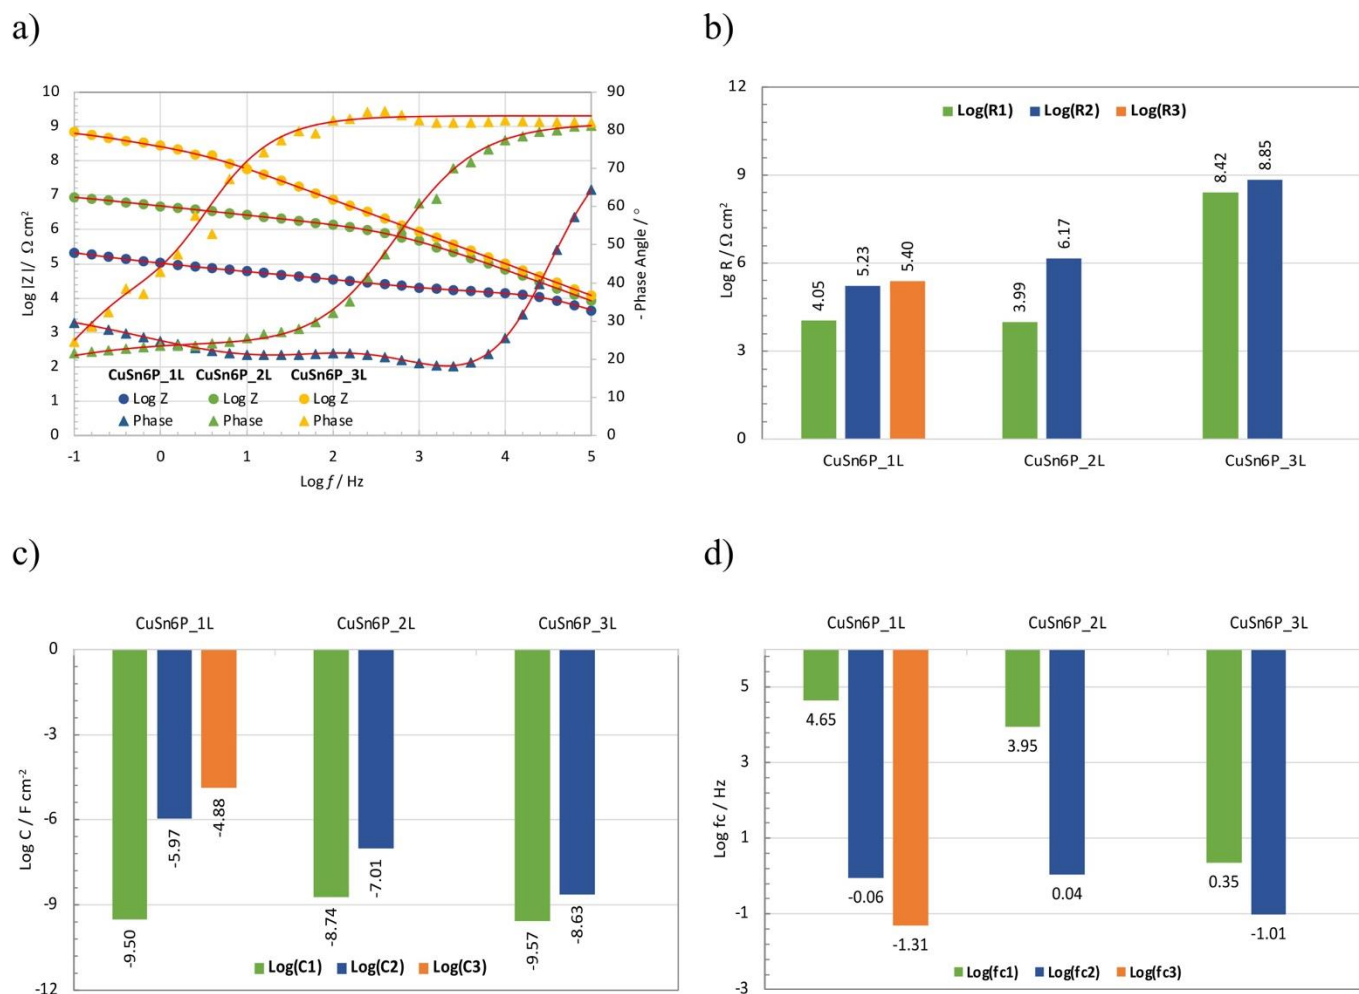 a)
10
9
8
7
6
5
4
3
2
1
0
Log |Z I/ Ω cm2
90
80
70
60
50
40
30
20
10
0
- Phase Angle / °
CuSn6P_1L CuSn6P_2L CuSn6P_3L
Log Z Log Z Log Z
Phase Phase Phase
-1 0 1 2 3 4 5
Log f / Hz
b)
12
9
6
3
0
Log R / Ω cm2
Log(R1) Log(R2) Log(R3)
4.05 5.23 5.40 3.99 6.17 8.42 8.85
CuSn6P_1L CuSn6P_2L CuSn6P_3L
c)
CuSn6P_1L CuSn6P_2L CuSn6P_3L
0
-3
-6
-9
-12
Log C / F cm-2
-9.50 -5.97 -4.88 -8.74 -7.01 -9.57 -8.63
Log(C1) Log(C2) Log(C3)
d)
CuSn6P_1L CuSn6P_2L CuSn6P_3L
5
3
1
-1
-3
Log fc / Hz
4.65 -0.06 -1.31 3.95 0.04 0.35 -1.01
Log(fc1) Log(fc2) Log(fc3)